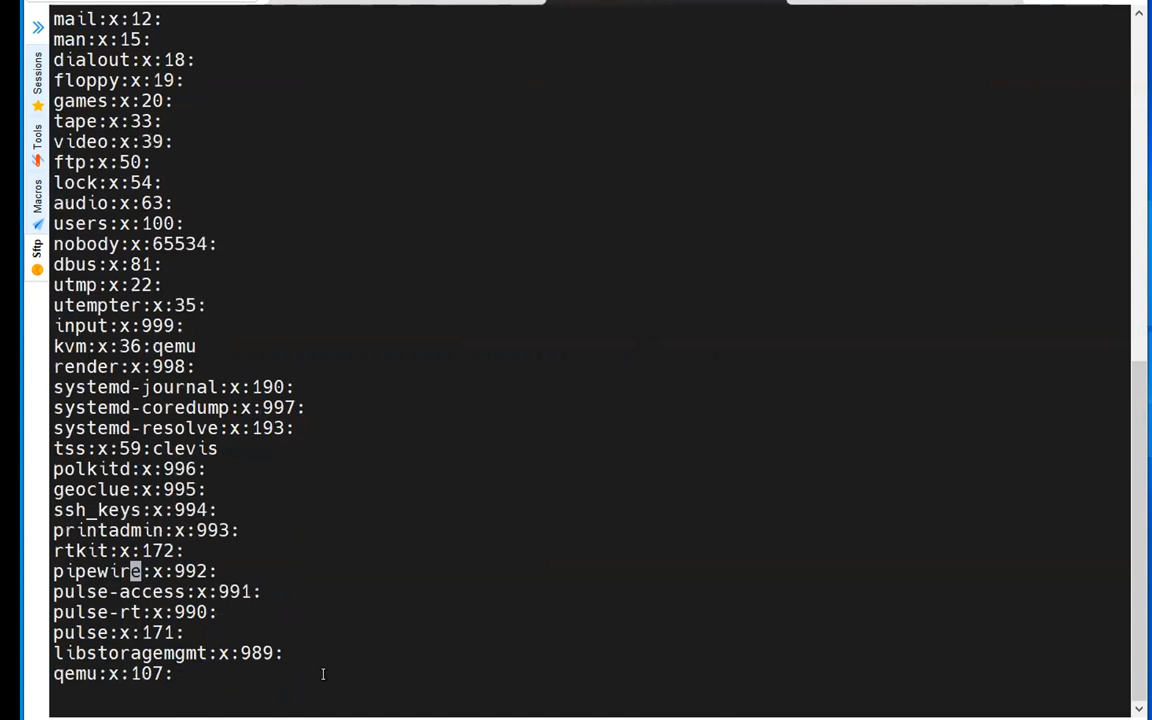 mail:x:12:
man:x:15:
dialout:x:18:
floppy:x:19:
games:x:20:
tape:x:33:
video:x:39:
ftp:x:50:
lock:x:54:
audio:x:63:
users:x:100:
nobody:x:65534:
dbus:x:81:
utmp:x:22:
utempter:x:35:
input:x:999:
kvm:x:36:qemu
render:x:998:
systemd-journal:x:190:
systemd-coredump:x:997:
systemd-resolve:x:193:
tss:x:59:clevis
polkitd:x:996:
geoclue:x:995:
ssh_keys:x:994:
printadmin:x:993:
rtkit:x:172:
pipewire:x:992:
pulse-access:x:991:
pulse-rt:x:990:
pulse:x:171:
libstoragemgmt:x:989:
qemu:x:107:
Sessions
Tools
Macros
Sftp